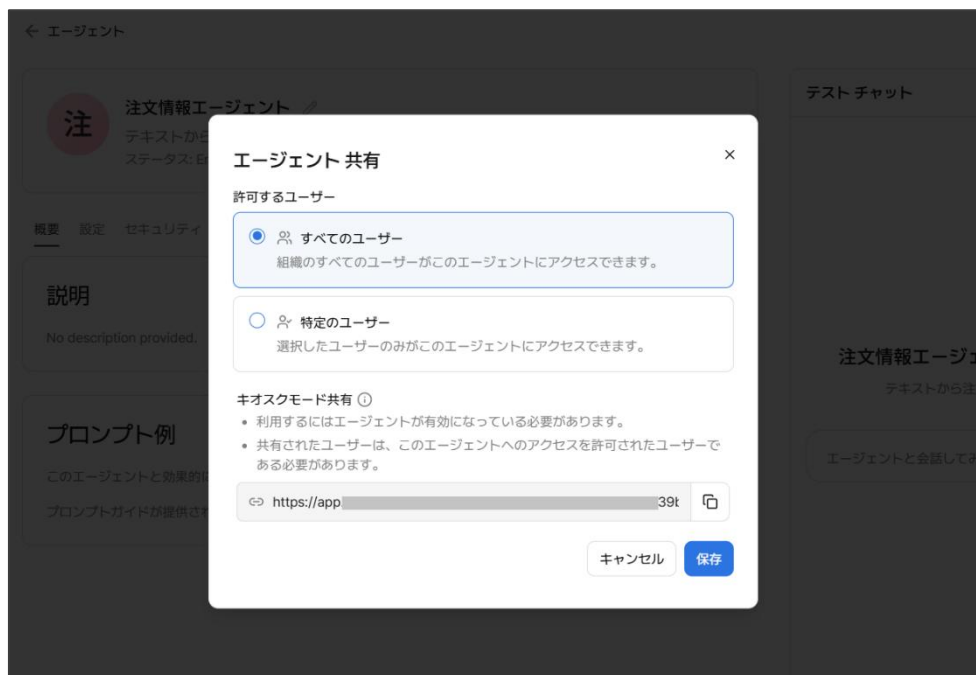 エージェント
注
注文情報エージェント
テキストから
ステータス: Er
概要 設定 セキュリティ
説明
No description provided.
プロンプト例
このエージェントと効果的に
プロンプトガイドが提供され
エージェント 共有
許可するユーザー
すべてのユーザー
組織のすべてのユーザーがこのエージェントにアクセスできます。
特定のユーザー
選択したユーザーのみがこのエージェントにアクセスできます。
キオスクモード共有
• 利用するにはエージェントが有効になっている必要があります。
• 共有されたユーザーは、このエージェントへのアクセスを許可されたユーザーで
ある必要があります。
https://app. 39b
キャンセル 保存
テスト チャット
注文情報エージェ
テキストから注
エージェントと会話してみ